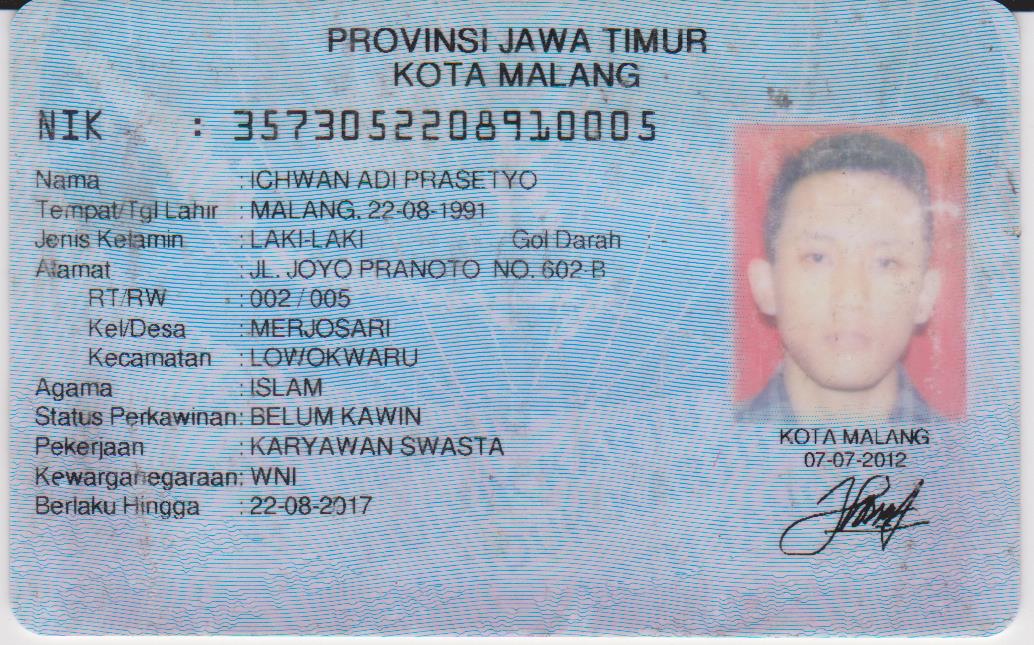 PROVINSI JAWA TIMUR
KOTA MALANG
NIK : 3573052208910005
Nama : ICHWAN ADI PRASETYO
Tempat/Tgl Lahir : MALANG, 22-08-1991
Jenis Kelamin : LAKI-LAKI Gol Darah
Alamat : JL. JOYO PRANOTO NO. 602-B
RT/RW : 002 / 005
Kel/Desa : MERJOSARI
Kecamatan : LOWOKWARU
Agama : ISLAM
Status Perkawinan: BELUM KAWIN
Pekerjaan : KARYAWAN SWASTA
Kewarganegaraan: WNI
Berlaku Hingga : 22-08-2017
KOTA MALANG
07-07-2012